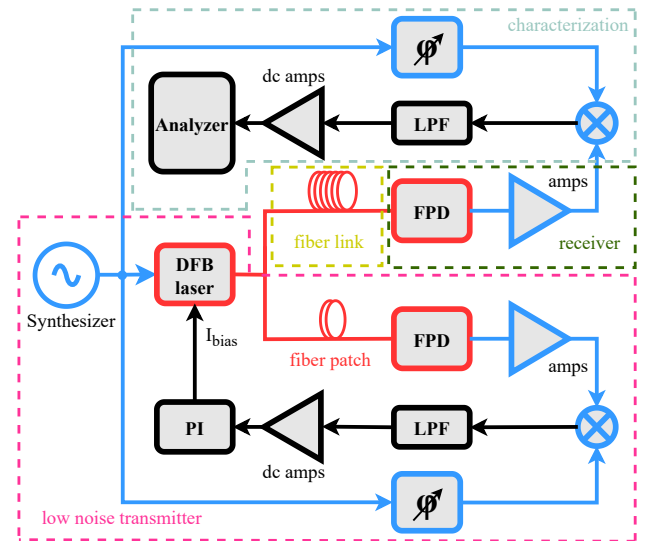 characterization
φ
dc amps
Analyzer
LPF
amps
FPD
fiber link
receiver
DFB
laser
Synthesizer
I_bias
fiber patch
FPD
amps
PI
LPF
dc amps
φ
low noise transmitter